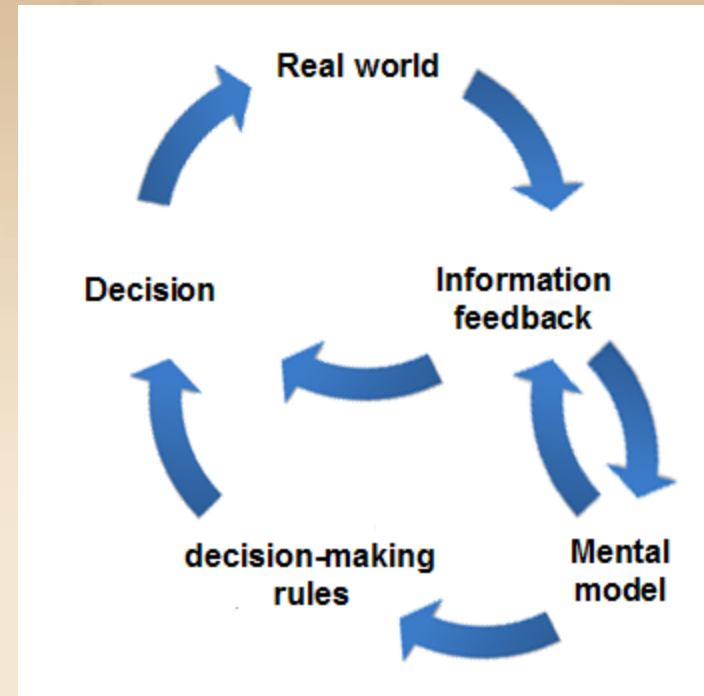 Real world
Decision
Information
feedback
decision-making
rules
Mental
model